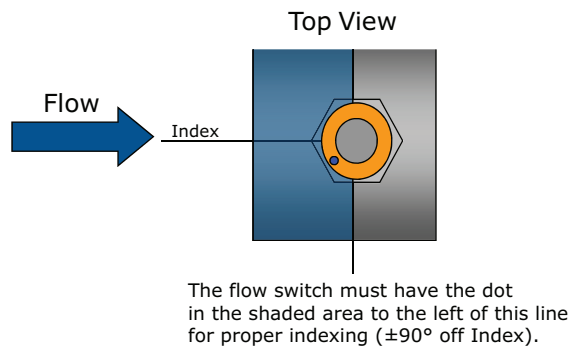 Top View
Flow
Index
The flow switch must have the dot
in the shaded area to the left of this line
for proper indexing (±90° off Index).